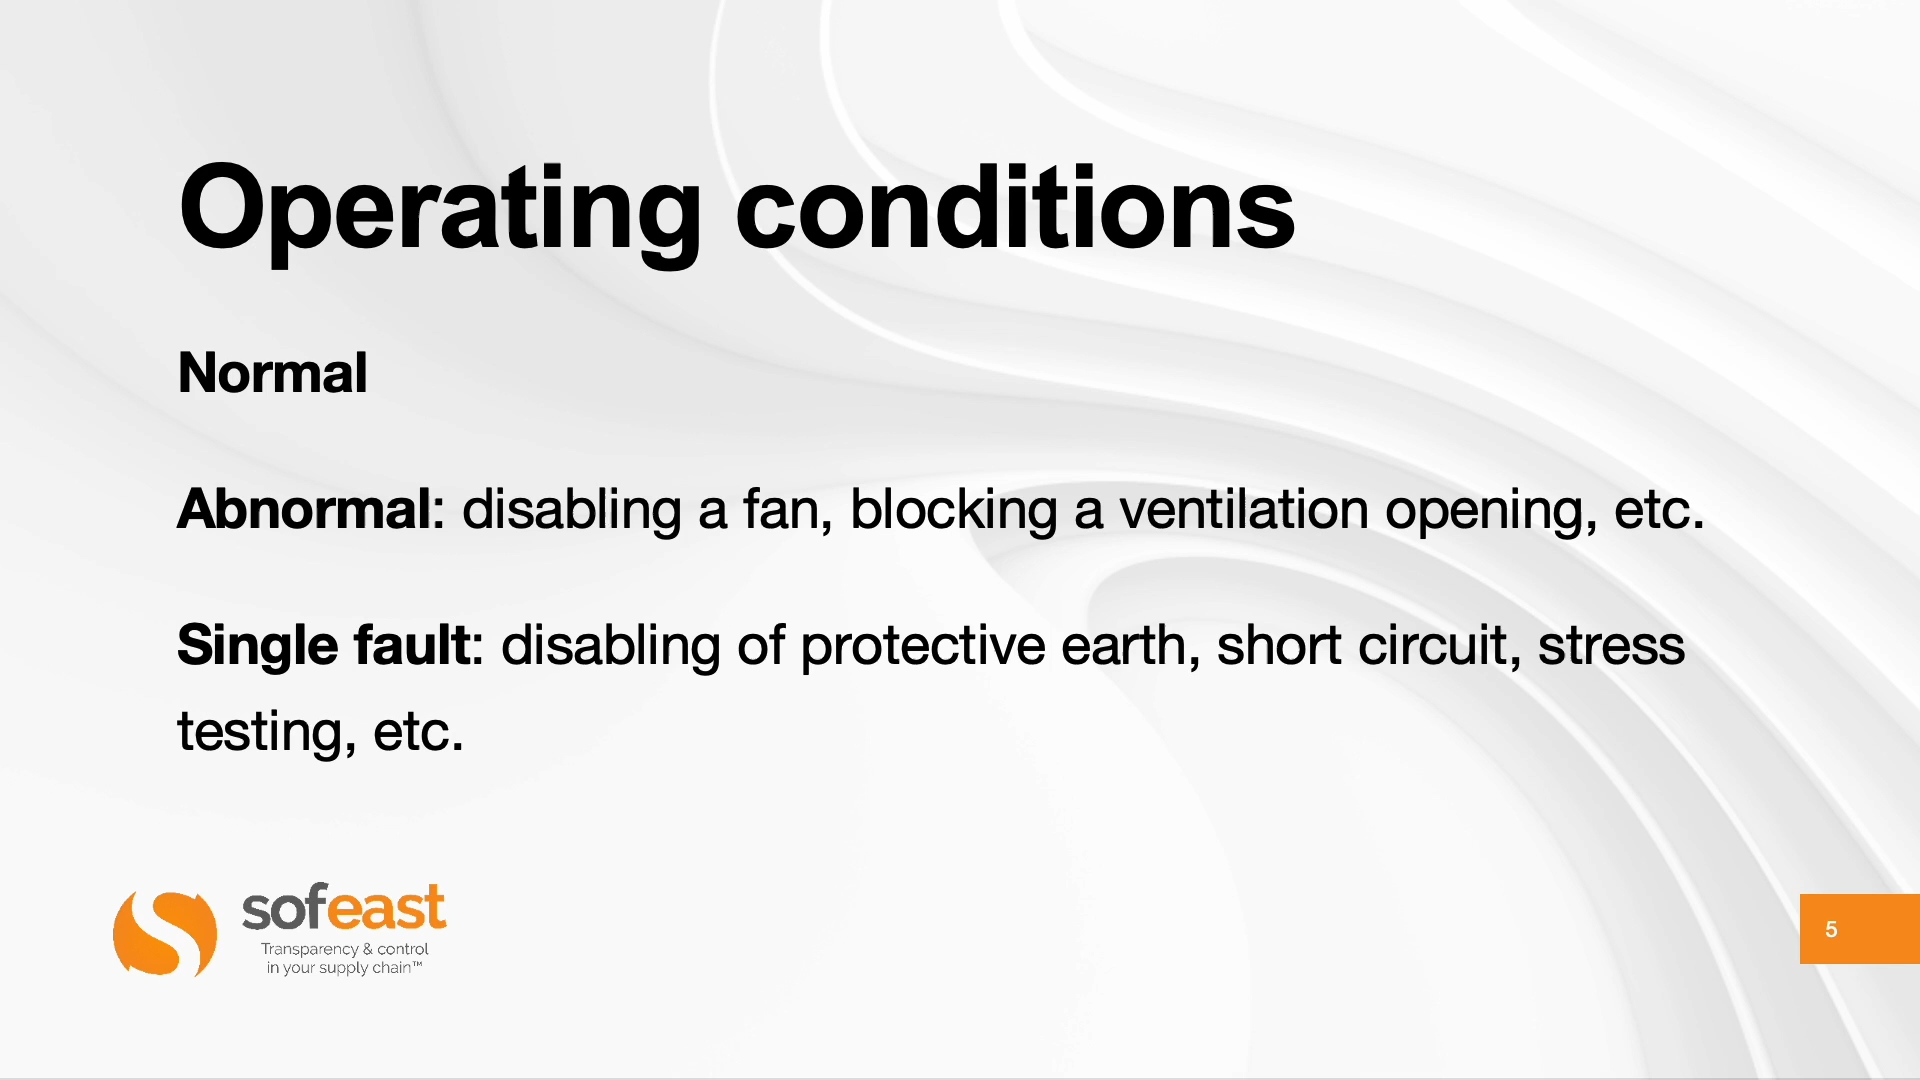 Operating conditions
Normal
Abnormal: disabling a fan, blocking a ventilation opening, etc.
Single fault: disabling of protective earth, short circuit, stress
testing, etc.
sofeast
Transparency & control
in your supply chain™
5